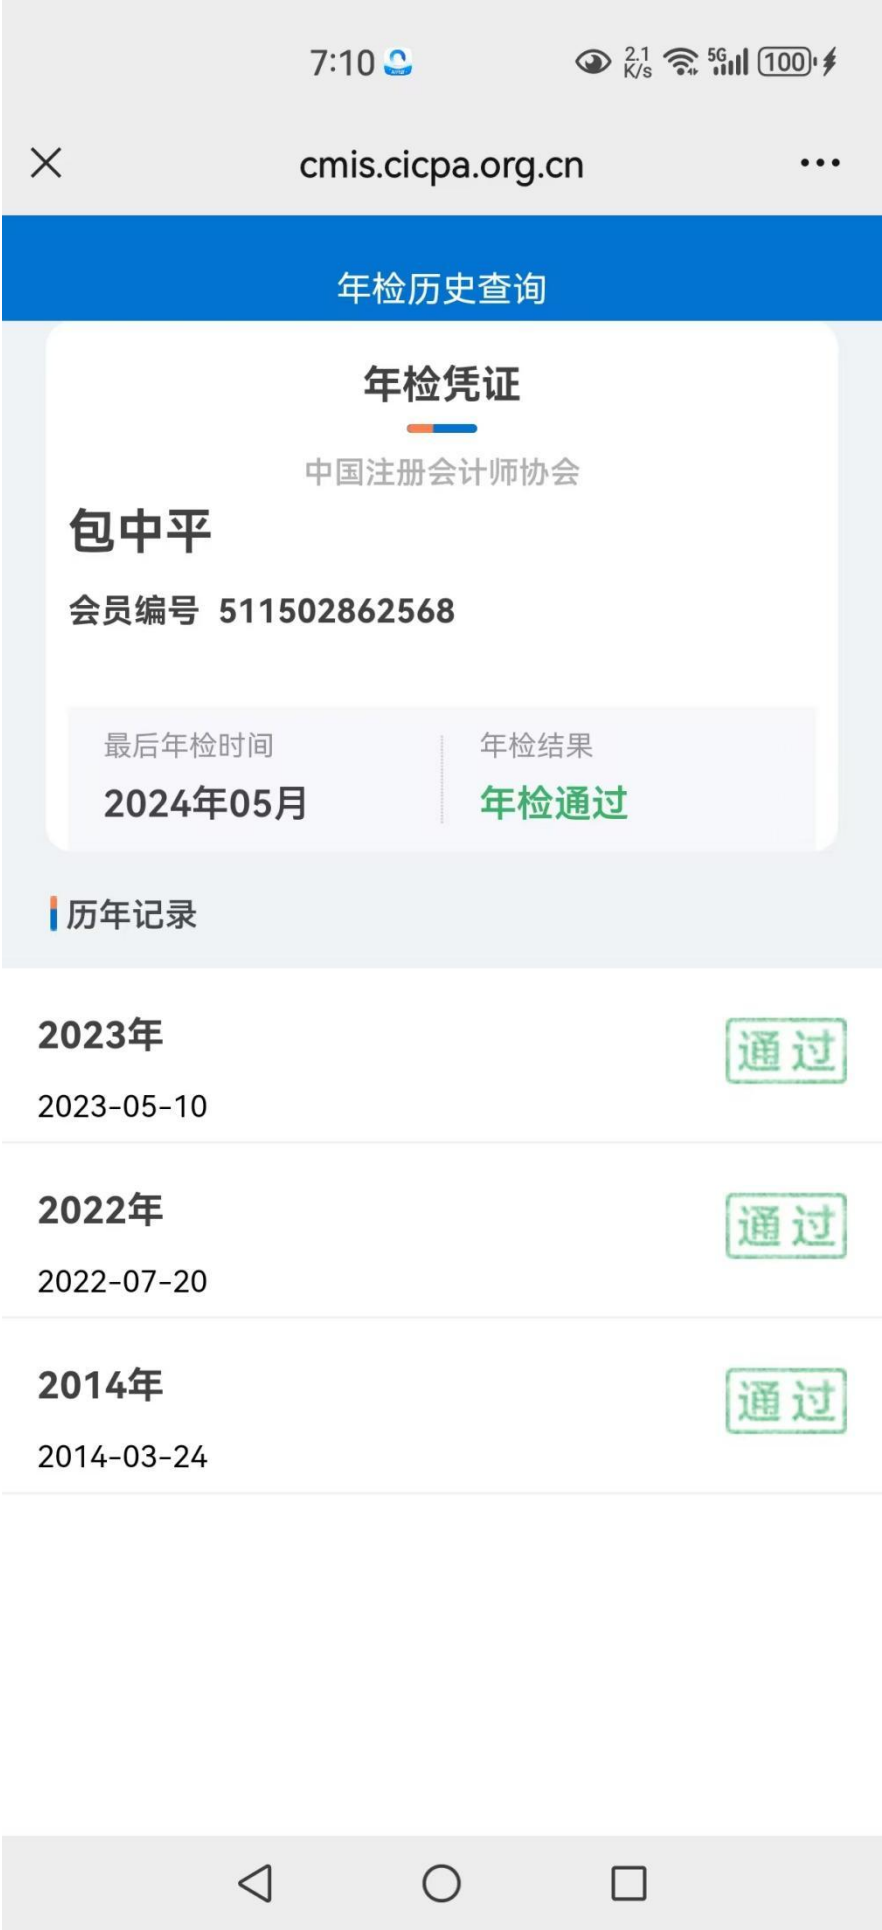 7:10
2.1 K/s 5G 100
cmis.cicpa.org.cn
年检历史查询
年检凭证
中国注册会计师协会
包中平
会员编号 511502862568
最后年检时间 年检结果
2024年05月 年检通过
历年记录
2023年 通过
2023-05-10
2022年 通过
2022-07-20
2014年 通过
2014-03-24